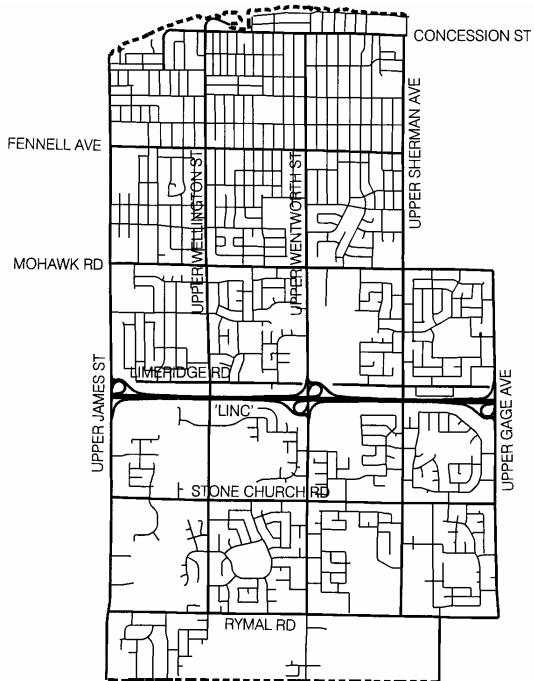 CONCESSION ST
UPPER SHERMAN AVE
FENNELL AVE
UPPER WELLINGTON ST
UPPER WENTWORTH ST
MOHAWK RD
LIMERIDGE RD
UPPER JAMES ST
'LINC'
UPPER GAGE AVE
STONE CHURCH RD
RYMAL RD